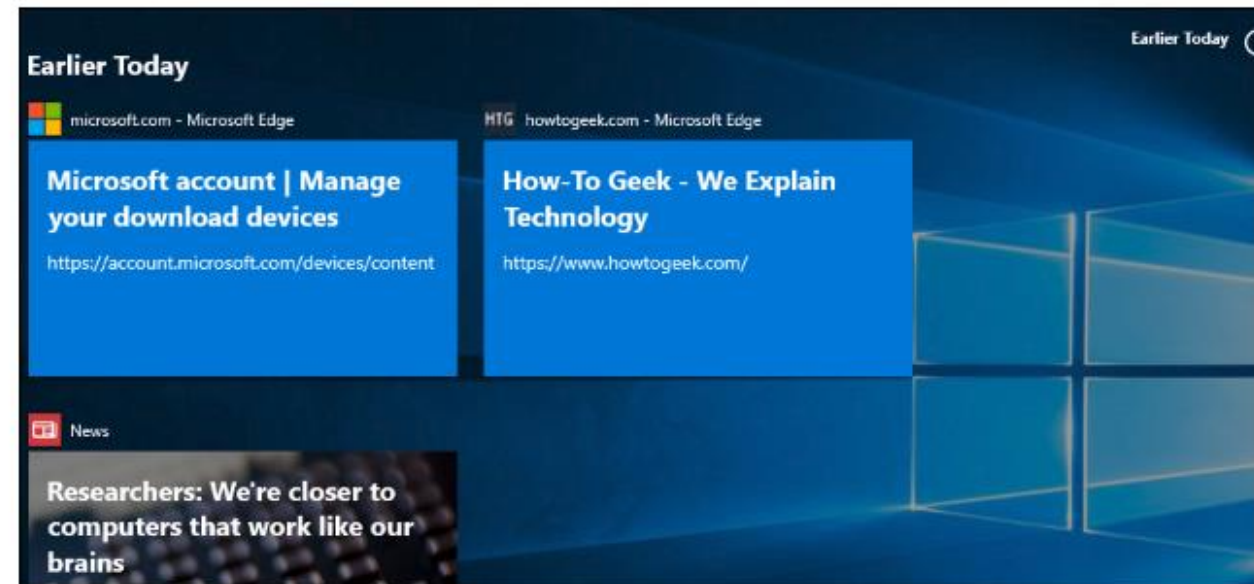 Earlier Today
Earlier Today
microsoft.com - Microsoft Edge
HTG howtogeek.com - Microsoft Edge
Microsoft account | Manage
your download devices
https://account.microsoft.com/devices/content
How-To Geek - We Explain
Technology
https://www.howtogeek.com/
News
Researchers: We're closer to
computers that work like our
brains